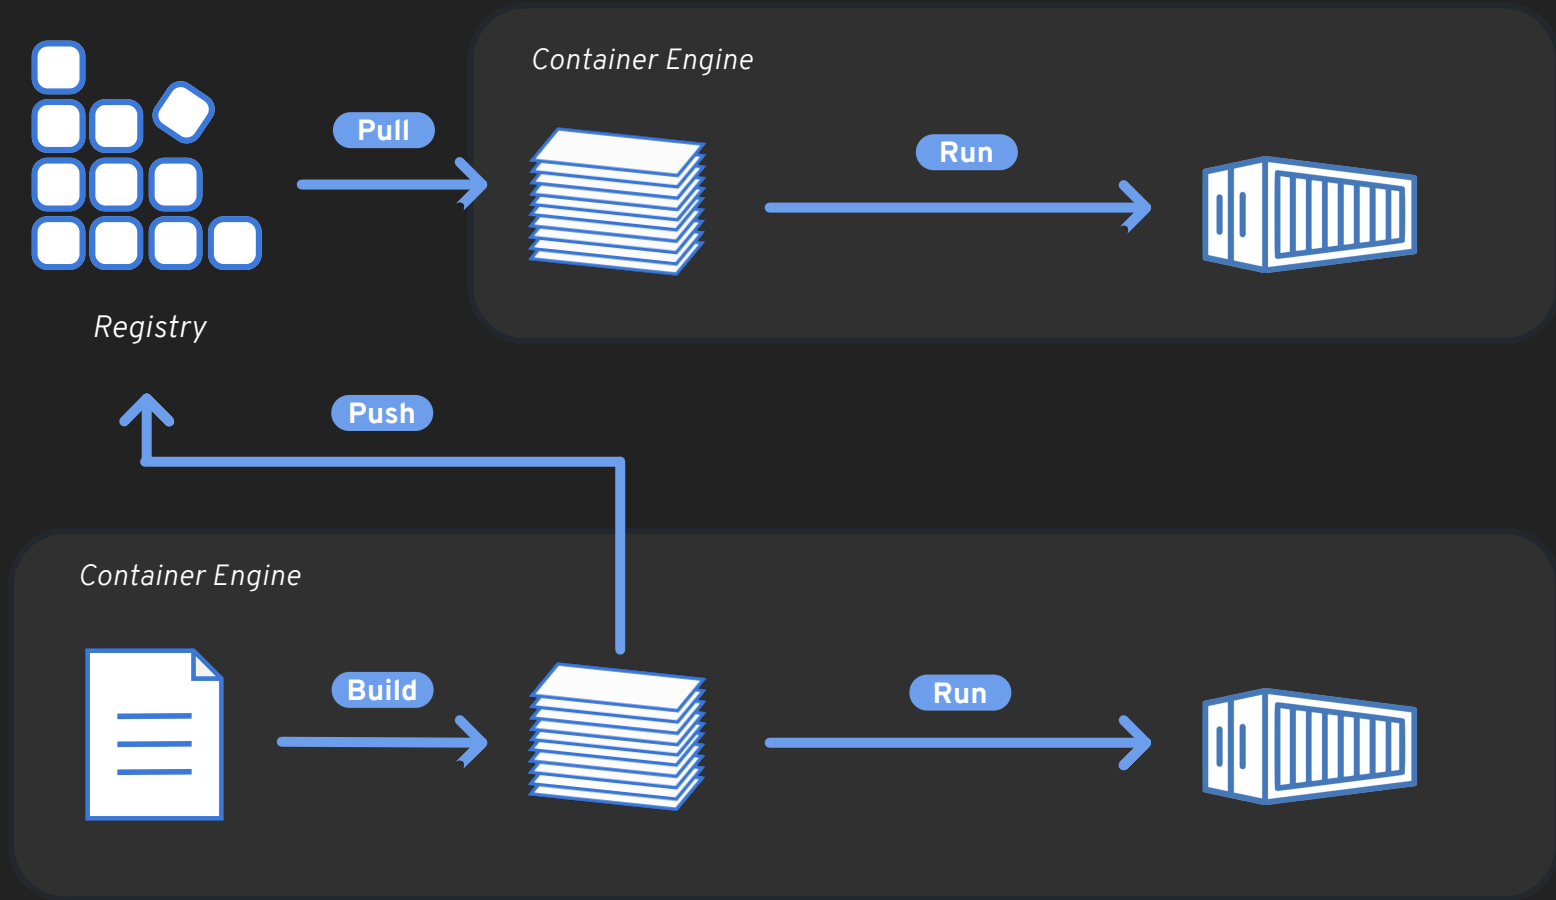 Container Engine
Pull
Run
Registry
Push
Container Engine
Build
Run